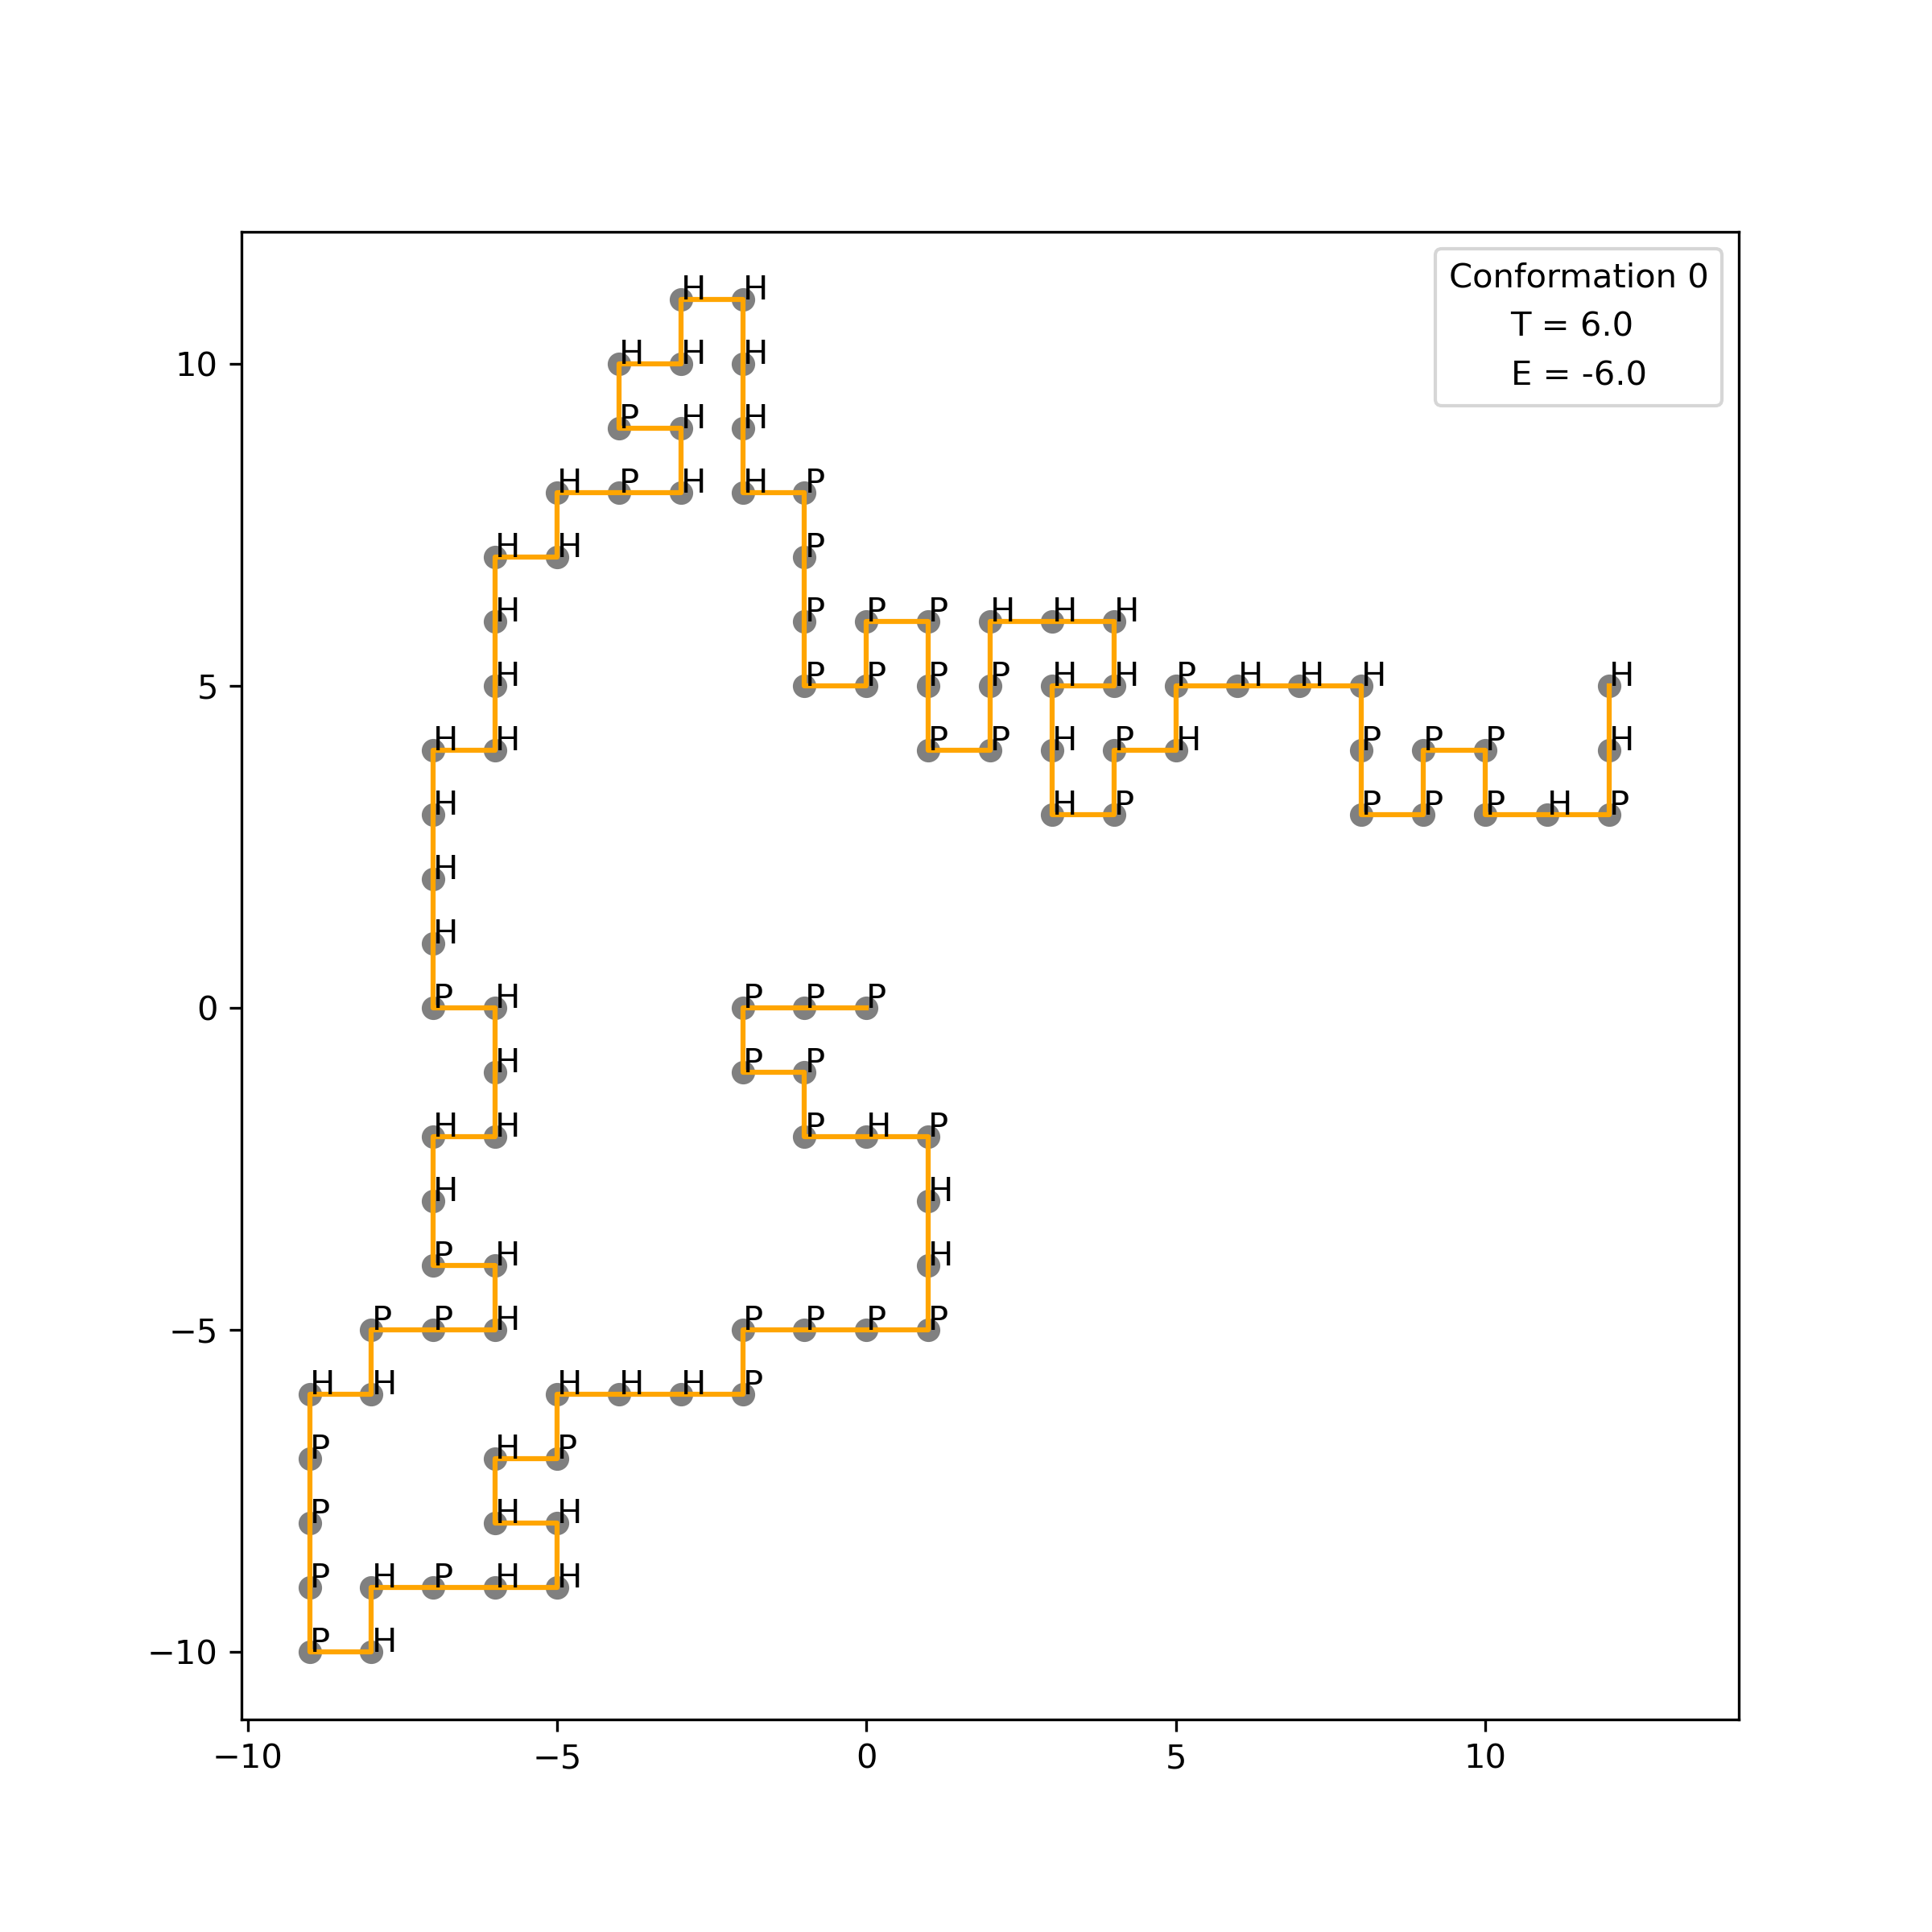 Conformation 0
T = 6.0
E = -6.0
H H
10 H H H
P H H
H P H H P
H H P
H P P P H H H
5 H P P P P H H P H H H H
H H P P H P H P P P H
H H P P P P H P
H
H
0 P H P P P
H P P
H H P H P
H H
P H H
−5 P P H P P P P
H H H H H P
P H P
P H H
P H P H H
−10 P H
−10 −5 0 5 10